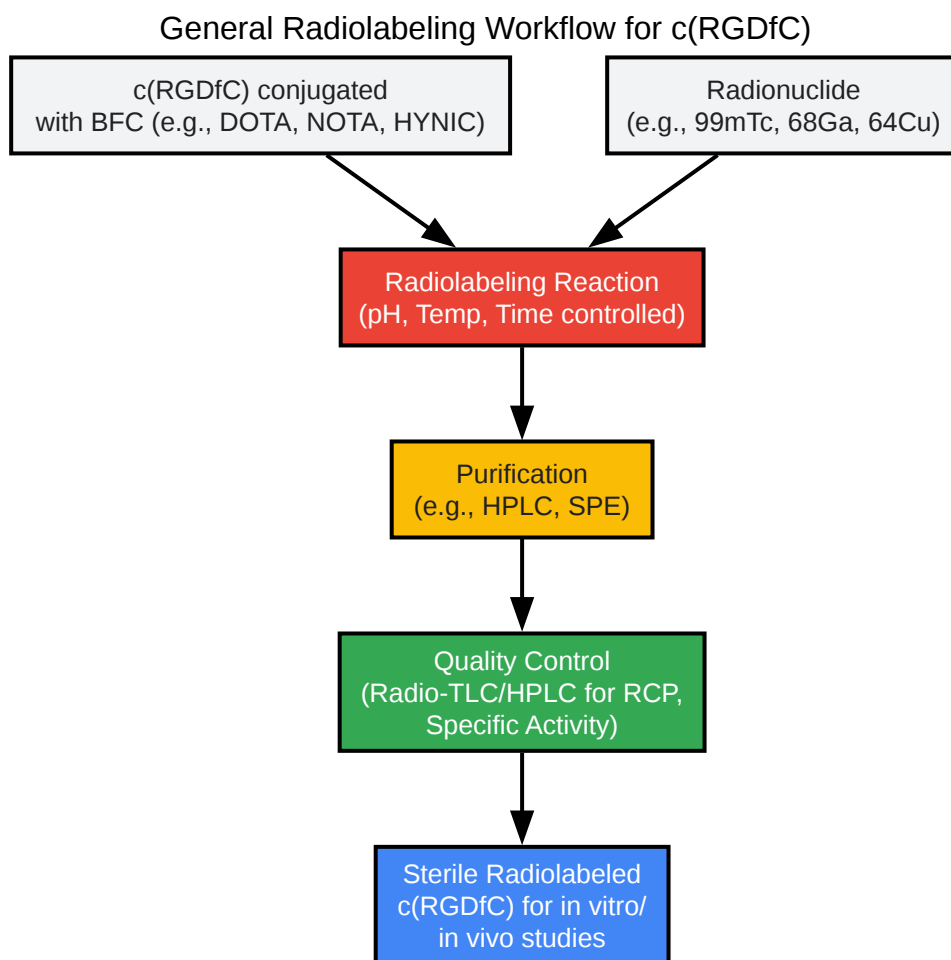 General Radiolabeling Workflow for c(RGDfC)
c(RGDfC) conjugated
with BFC (e.g., DOTA, NOTA, HYNIC)
Radionuclide
(e.g., 99mTc, 68Ga, 64Cu)
Radiolabeling Reaction
(pH, Temp, Time controlled)
Purification
(e.g., HPLC, SPE)
Quality Control
(Radio-TLC/HPLC for RCP,
Specific Activity)
Sterile Radiolabeled
c(RGDfC) for in vitro/
in vivo studies